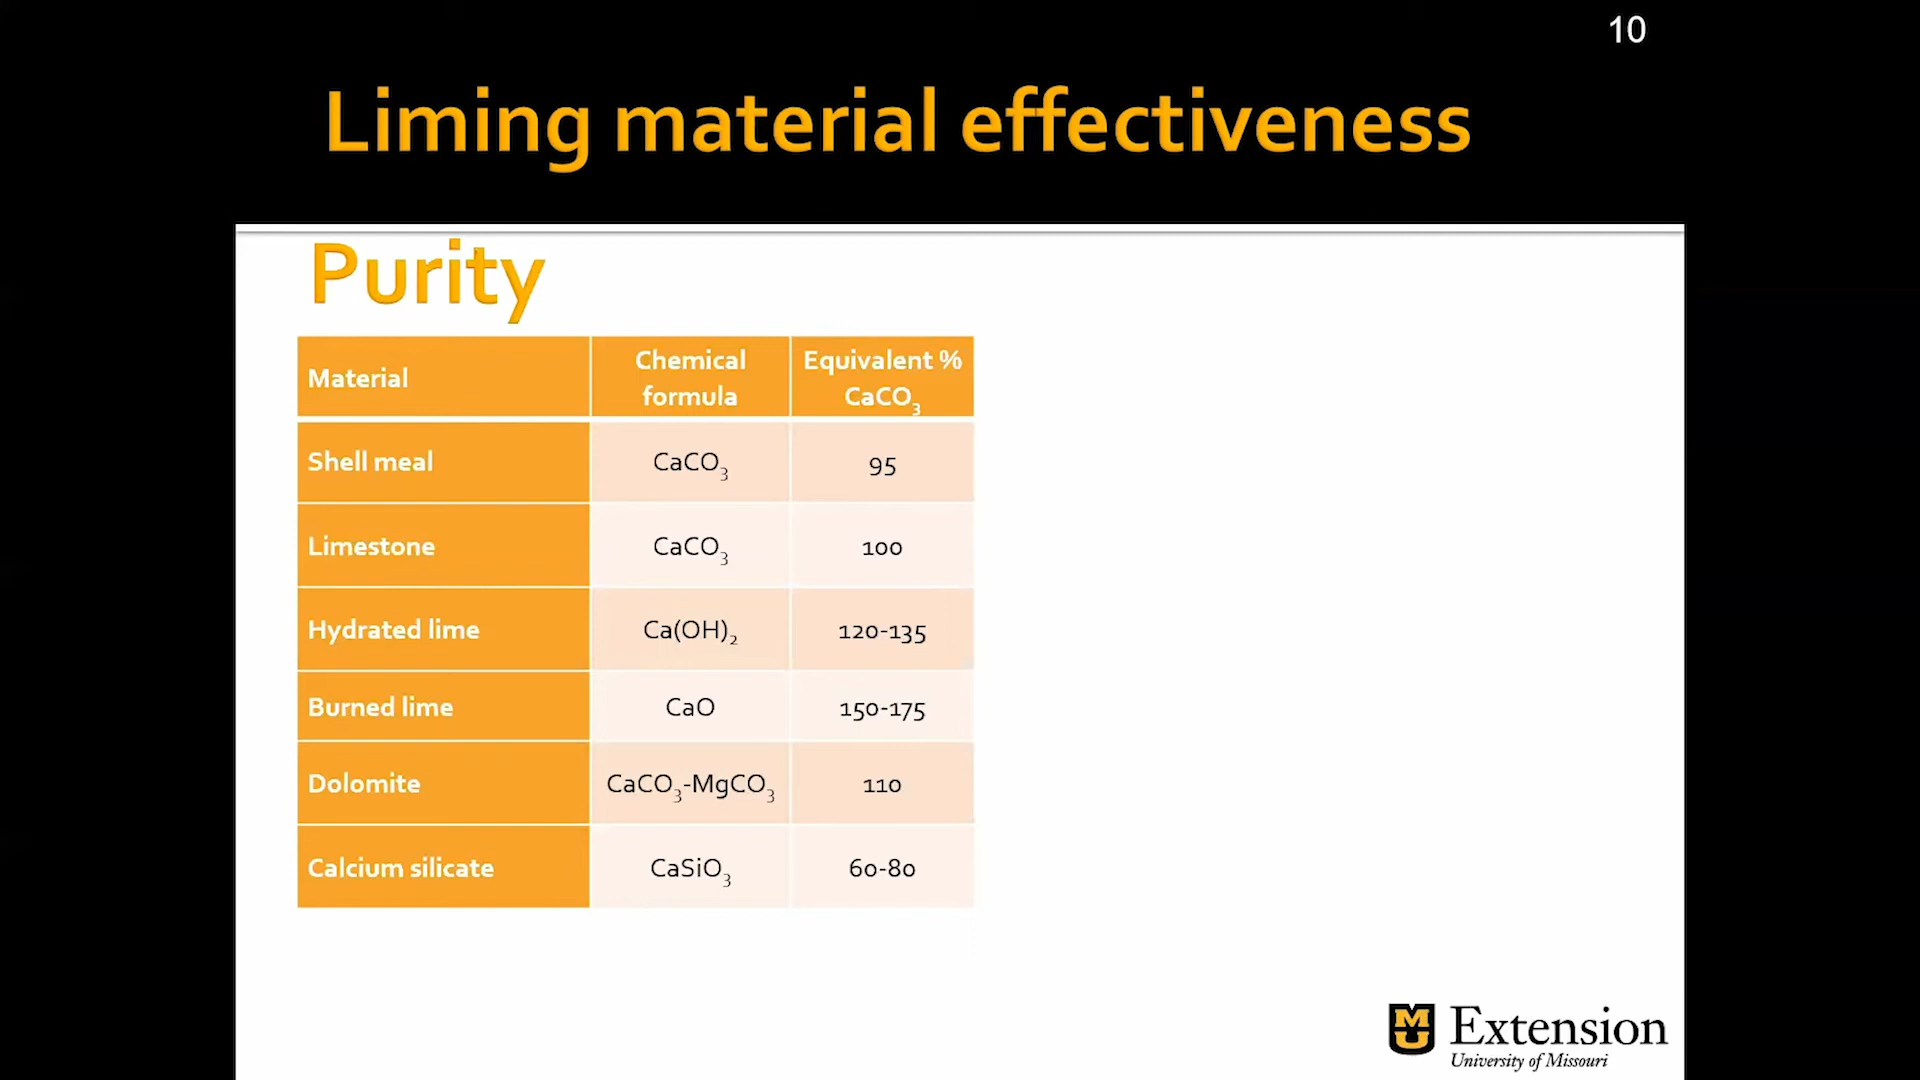 10
Liming material effectiveness
Purity
Material Chemical formula Equivalent % CaCO₃
Shell meal CaCO₃ 95
Limestone CaCO₃ 100
Hydrated lime Ca(OH)₂ 120-135
Burned lime CaO 150-175
Dolomite CaCO₃-MgCO₃ 110
Calcium silicate CaSiO₃ 60-80
MU Extension
University of Missouri